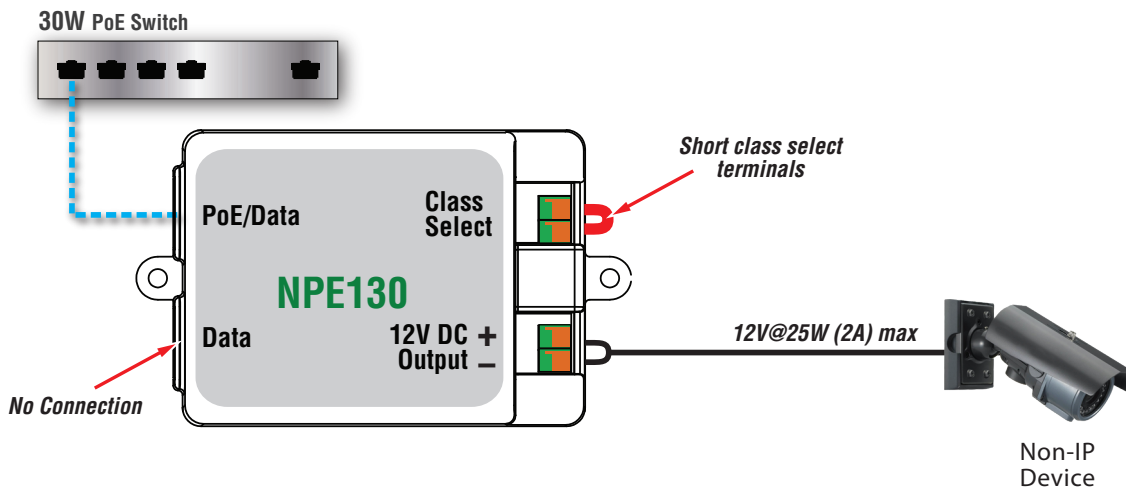 30W PoE Switch
Short class select
terminals
PoE/Data
Class
Select
NPE130
Data
12V DC +
Output –
12V@25W (2A) max
No Connection
Non-IP
Device